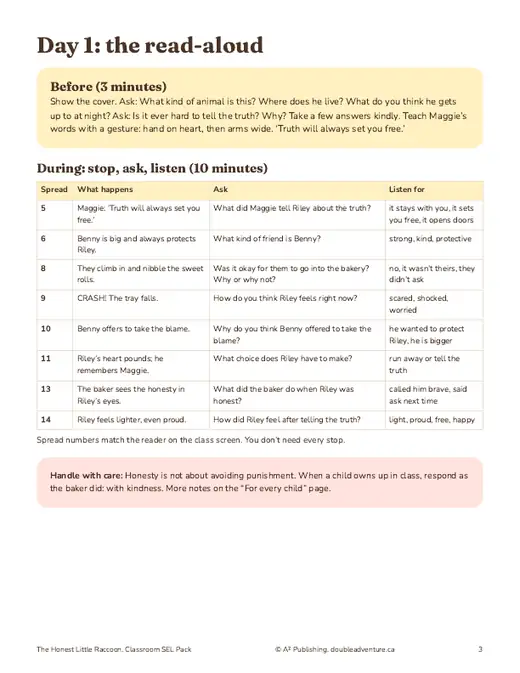 Day 1: the read-aloud
Before (3 minutes)
Show the cover. Ask: What kind of animal is this? Where does he live? What do you think he gets
up to at night? Ask: Is it ever hard to tell the truth? Why? Take a few answers kindly. Teach Maggie's
words with a gesture: hand on heart, then arms wide. 'Truth will always set you free.'
During: stop, ask, listen (10 minutes)
Spread What happens Ask Listen for
5 Maggie: 'Truth will always set you What did Maggie tell Riley about the truth? it stays with you, it sets
free.' you free, it opens doors
6 Benny is big and always protects What kind of friend is Benny? strong, kind, protective
Riley.
8 They climb in and nibble the sweet Was it okay for them to go into the bakery? no, it wasn't theirs, they
rolls. Why or why not? didn't ask
9 CRASH! The tray falls. How do you think Riley feels right now? scared, shocked,
worried
10 Benny offers to take the blame. Why do you think Benny offered to take the he wanted to protect
blame? Riley, he is bigger
11 Riley's heart pounds; he What choice does Riley have to make? run away or tell the
remembers Maggie. truth
13 The baker sees the honesty in What did the baker do when Riley was called him brave, said
Riley's eyes. honest? ask next time
14 Riley feels lighter, even proud. How did Riley feel after telling the truth? light, proud, free, happy
Spread numbers match the reader on the class screen. You don't need every stop.
Handle with care: Honesty is not about avoiding punishment. When a child owns up in class, respond as
the baker did: with kindness. More notes on the "For every child" page.
The Honest Little Raccoon. Classroom SEL Pack © A² Publishing. doubleadventure.ca 3